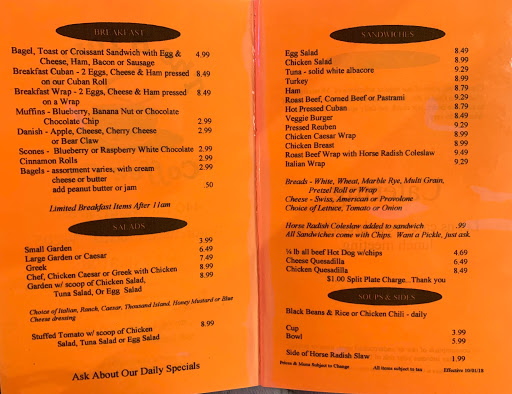 BREAKFAST
Bagel, Toast or Croissant Sandwich with Egg & 4.99
Cheese, Ham, Bacon or Sausage
Breakfast Cuban - 2 Eggs, Cheese & Ham pressed 8.49
on our Cuban Roll
Breakfast Wrap - 2 Eggs, Cheese & Ham pressed 8.49
on a Wrap
Muffins - Blueberry, Banana Nut or Chocolate
Chocolate Chip 2.99
Danish - Apple, Cheese, Cherry Cheese 2.99
or Bear Claw
Scones - Blueberry or Raspberry White Chocolate 2.99
Cinnamon Rolls 2.99
Bagels - assortment varies, with cream 2.99
cheese or butter
add peanut butter or jam .50
Limited Breakfast Items After 11am
SALADS
Small Garden 3.99
Large Garden or Caesar 6.49
Greek 7.49
Chef, Chicken Caesar or Greek with Chicken 8.99
Garden w/ scoop of Chicken Salad, 8.99
Tuna Salad, Or Egg Salad
Choice of Italian, Ranch, Caesar, Thousand Island, Honey Mustard or Blue
Cheese dressing
Stuffed Tomato w/ scoop of Chicken 8.99
Salad, Tuna Salad or Egg Salad
Ask About Our Daily Specials
SANDWICHES
Egg Salad 8.49
Chicken Salad 8.49
Tuna - solid white albacore 9.29
Turkey 8.99
Ham 8.79
Roast Beef, Corned Beef or Pastrami 9.29
Hot Pressed Cuban 8.79
Veggie Burger 8.49
Pressed Reuben 9.29
Chicken Caesar Wrap 8.99
Chicken Breast 8.99
Roast Beef Wrap with Horse Radish Coleslaw 9.29
Italian Wrap 9.29
Breads - White, Wheat, Marble Rye, Multi Grain,
Pretzel Roll or Wrap
Cheese - Swiss, American or Provolone
Choice of Lettuce, Tomato or Onion
Horse Radish Coleslaw added to sandwich .99
All Sandwiches come with Chips. Want a Pickle, just ask.
¼ lb all beef Hot Dog w/chips 4.69
Cheese Quesadilla 6.49
Chicken Quesadilla 8.49
$1.00 Split Plate Charge...Thank you
SOUPS & SIDES
Black Beans & Rice or Chicken Chili - daily
Cup 3.99
Bowl 5.99
Side of Horse Radish Slaw 1.99
Prices & Menu Subject to Change All items subject to tax Effective 10/01/18